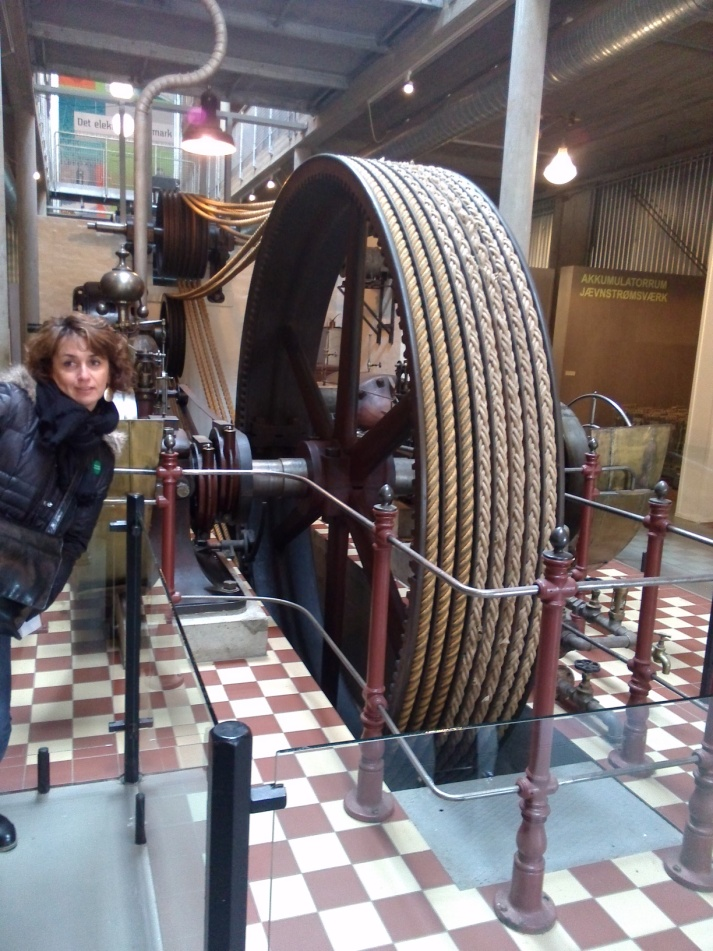 Det elek mark
AKKUMULATORRUM
JÆVNSTRØMSVÆRK